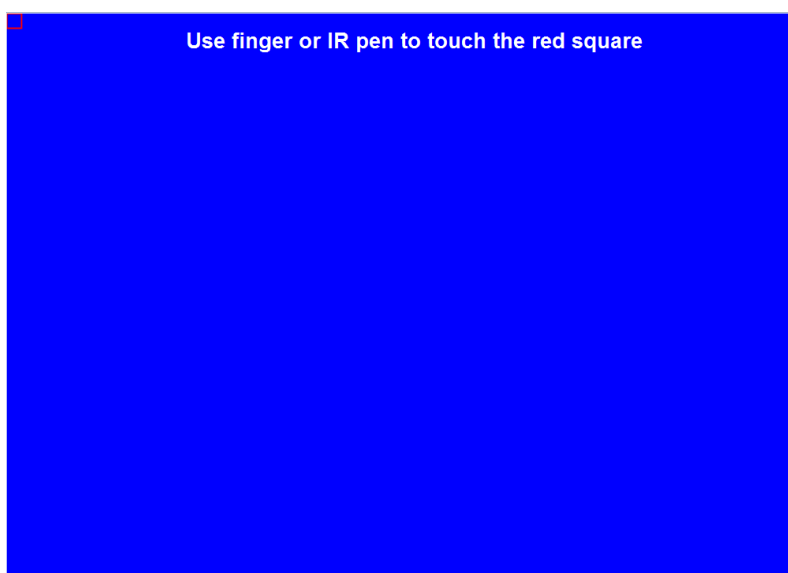 Use finger or IR pen to touch the red square